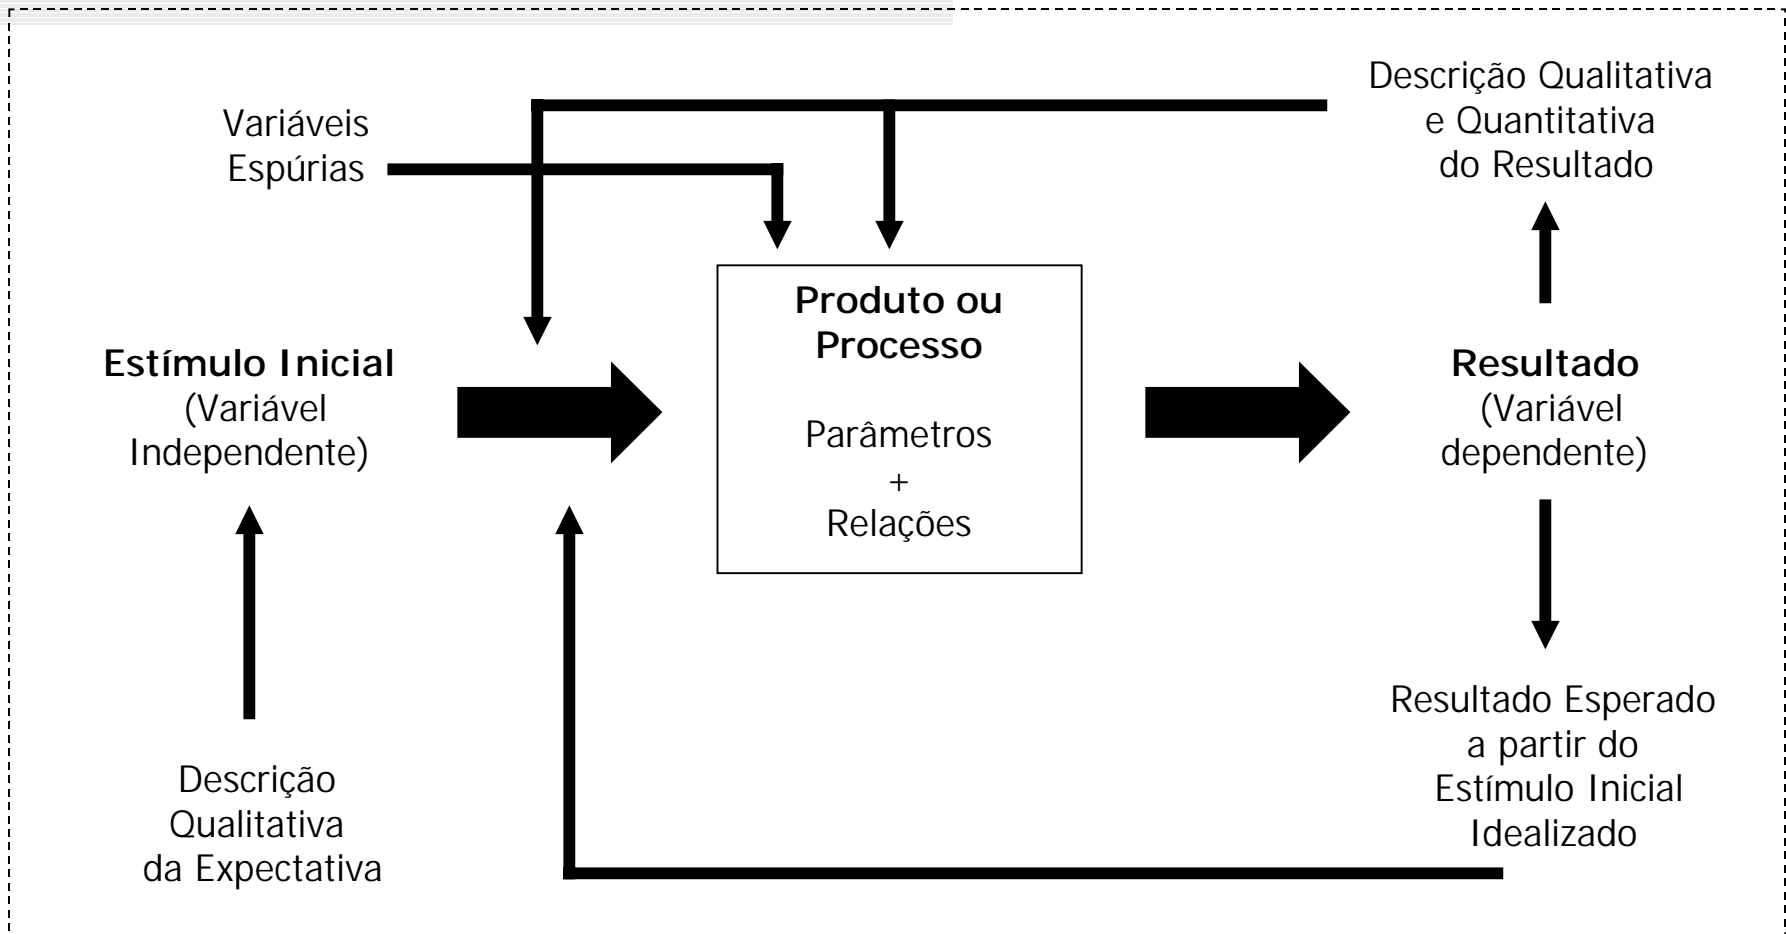 Descrição Qualitativa
e Quantitativa
do Resultado
Variáveis
Espúrias
Produto ou
Processo
Parâmetros
+
Relações
Estímulo Inicial
(Variável
Independente)
Resultado
(Variável
dependente)
Descrição
Qualitativa
da Expectativa
Resultado Esperado
a partir do
Estímulo Inicial
Idealizado